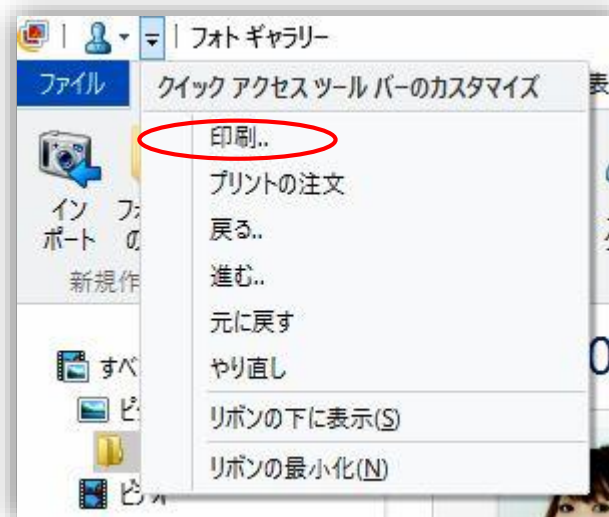 フォト ギャラリー
ファイル
クイック アクセス ツール バーのカスタマイズ
表
印刷..
プリントの注文
イン
ポート
戻る..
新規作
進む..
元に戻す
すべ
やり直し
リボンの下に表示(S)
リボンの最小化(N)